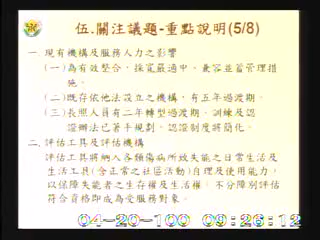 伍.關注議題-重點說明(5/8)
一.現有機構及服務人力之影響
(一)為有效整合,採寬嚴適中、兼容並蓄管理措施。
(二)既存依他法設立之機構,有五年過渡期。
(三)長照人員有二年轉型過渡期,訓練及認證辦法已著手規劃,認證制度將簡化。
二.評估工具及評估機構
評估工具將納入各類傷病所致失能之日常生活及
生活工具(含正常之社區活動)自理及使用能力,
以保障失能者之生存權及生活權,不分障別評估
符合資格即成為受服務對象。
04-20-100 09:26:12